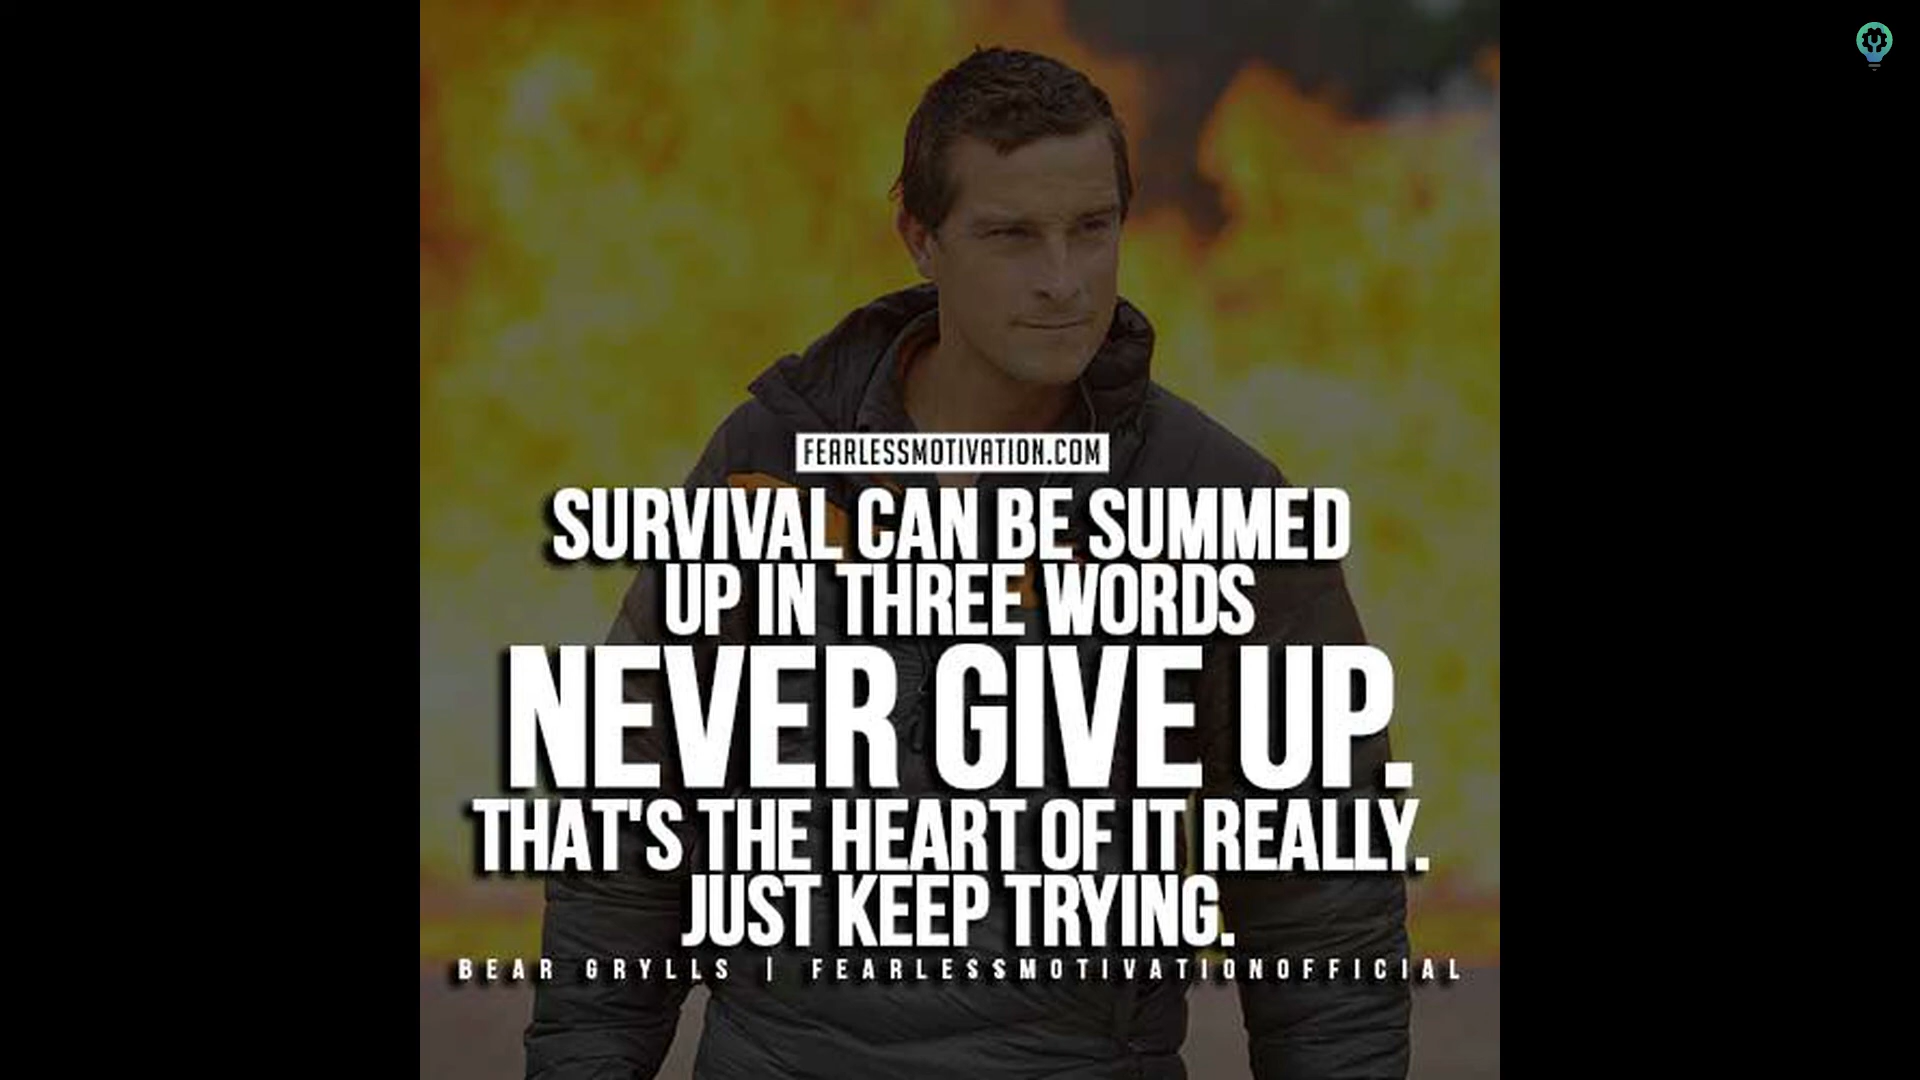 FEARLESSMOTIVATION.COM
SURVIVAL CAN BE SUMMED
UP IN THREE WORDS
NEVER GIVE UP.
THAT'S THE HEART OF IT REALLY.
JUST KEEP TRYING.
BEAR GRYLLS | FEARLESSMOTIVATIONOFFICIAL